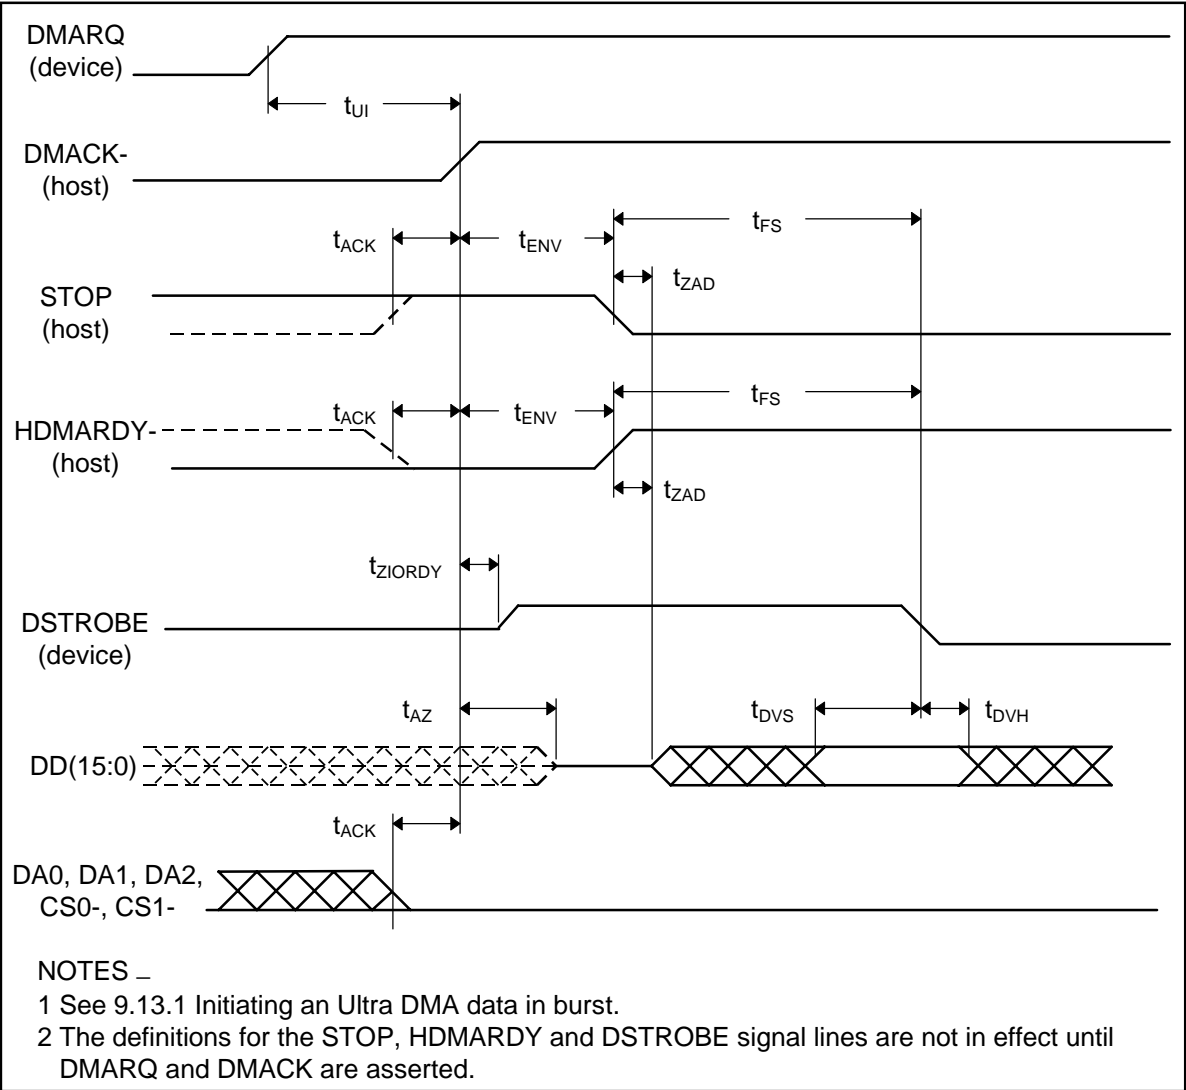 DMARQ
(device)
tUI
DMACK-
(host)
tFS
tACK
tENV
tZAD
STOP
(host)
tFS
tACK
tENV
HDMARDY-
(host)
tZAD
tZIORDY
DSTROBE
(device)
tAZ
tDVS
tDVH
DD(15:0)
tACK
DA0, DA1, DA2,
CS0-, CS1-
NOTES –
1 See 9.13.1 Initiating an Ultra DMA data in burst.
2 The definitions for the STOP, HDMARDY and DSTROBE signal lines are not in effect until
DMARQ and DMACK are asserted.